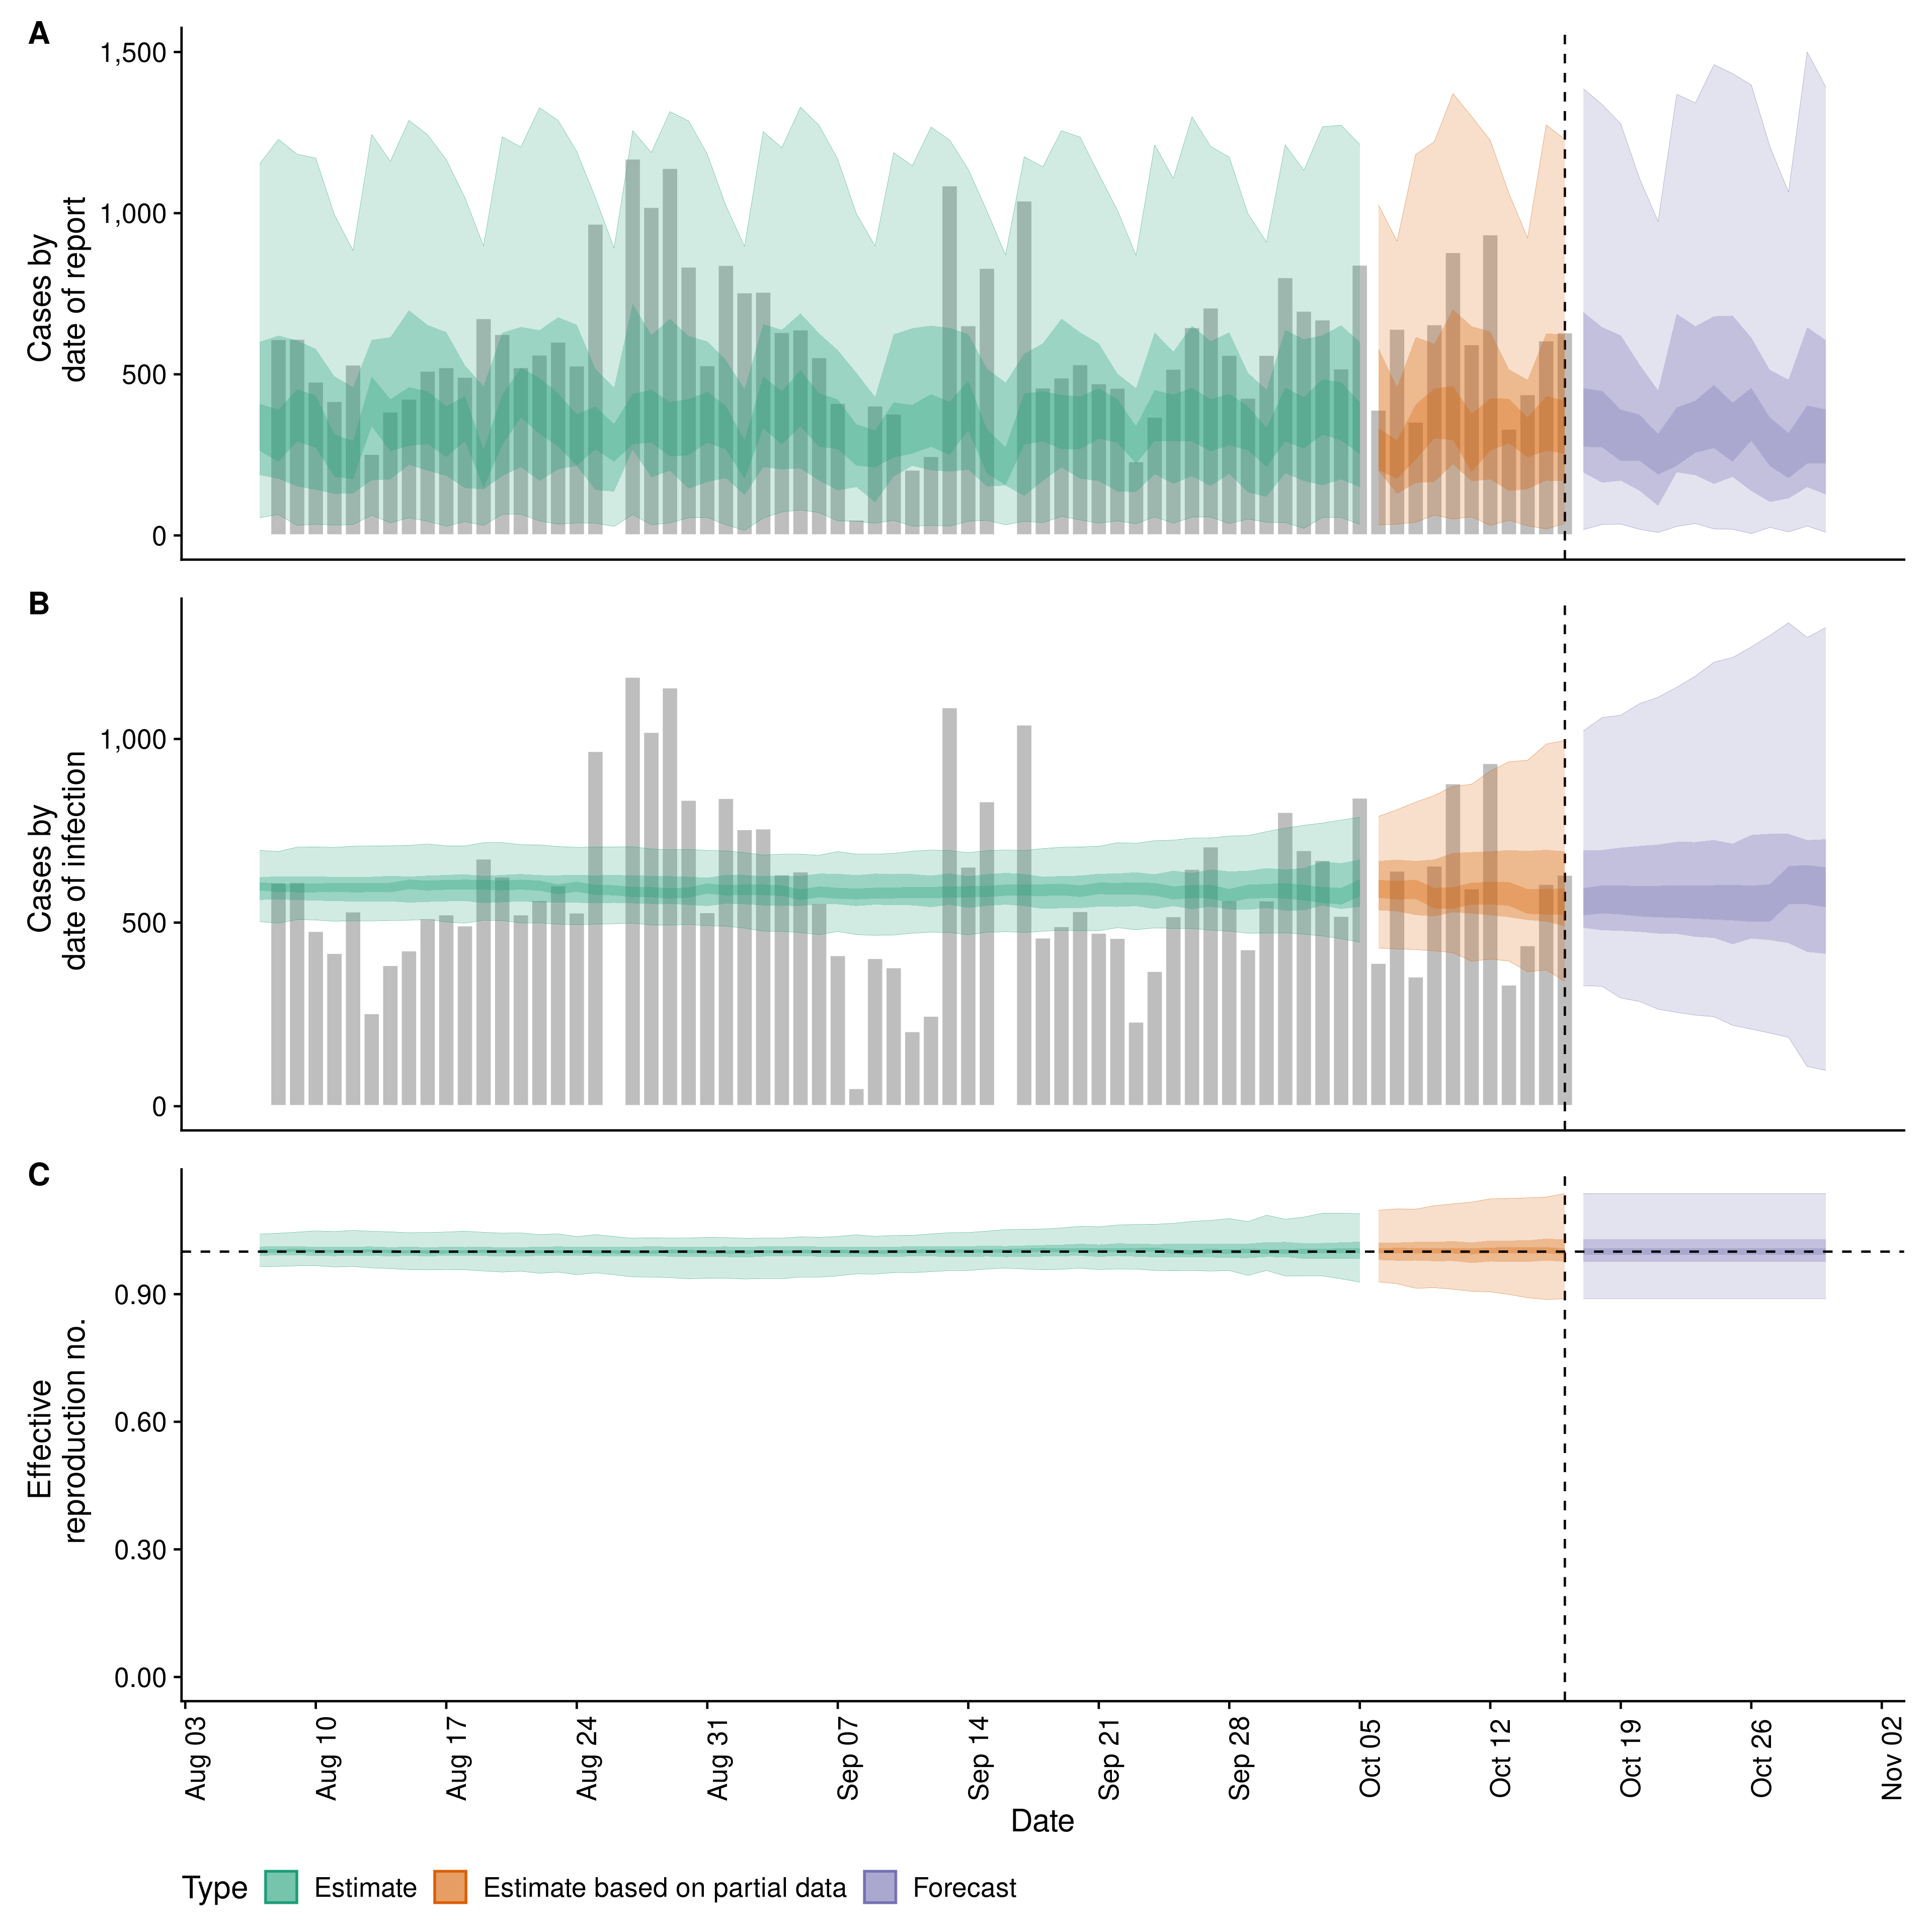 A
1,500
1,000
500
0
Cases by
date of report
B
1,000
500
0
Cases by
date of infection
C
0.90
0.60
0.30
0.00
Effective
reproduction no.
Aug 03
Aug 10
Aug 17
Aug 24
Aug 31
Sep 07
Sep 14
Sep 21
Sep 28
Oct 05
Oct 12
Oct 19
Oct 26
Nov 02
Date
Type Estimate Estimate based on partial data Forecast